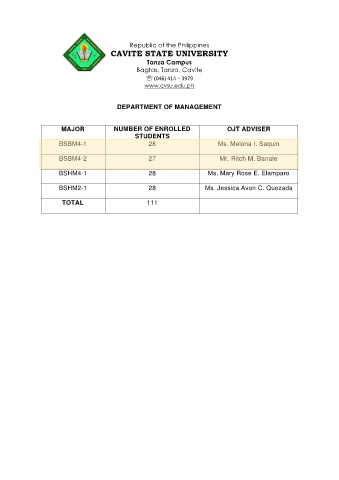 Republic of the Philippines
CAVITE STATE UNIVERSITY
Tanza Campus
Bagtas, Tanza, Cavite
☏ (046) 414 – 3979
www.cvsu.edu.ph
DEPARTMENT OF MANAGEMENT
MAJOR NUMBER OF ENROLLED STUDENTS OJT ADVISER
BSBM4-1 28 Ms. Melona I. Saquin
BSBM4-2 27 Mr. Ritch M. Banate
BSHM4-1 28 Ms. Mary Rose E. Elamparo
BSHM2-1 28 Ms. Jessica Avon C. Quezada
TOTAL 111